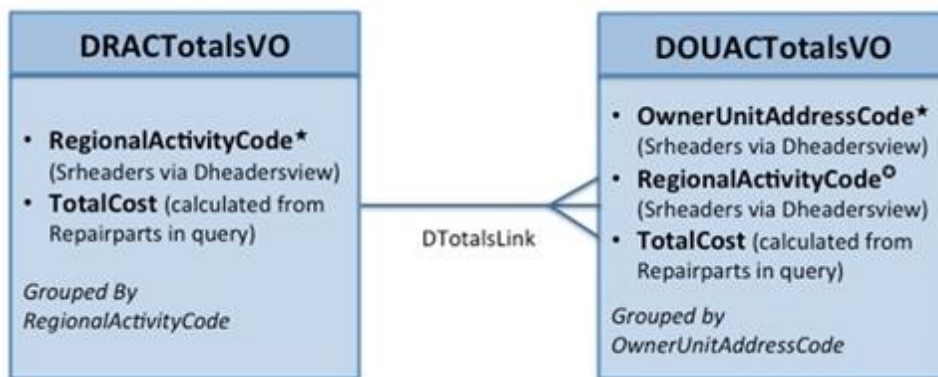 DRACTotalsVO
• RegionalActivityCode★
(Srheaders via Dheadersview)
• TotalCost (calculated from
Repairparts in query)
Grouped By
RegionalActivityCode
DTotalsLink
DOUACTotalsVO
• OwnerUnitAddressCode★
(Srheaders via Dheadersview)
• RegionalActivityCode✪
(Srheaders via Dheadersview)
• TotalCost (calculated from
Repairparts in query)
Grouped by
OwnerUnitAddressCode